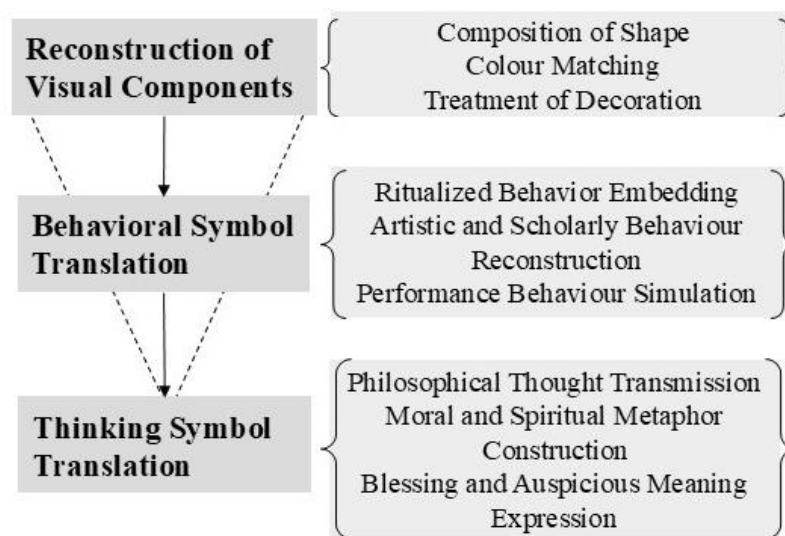 Reconstruction of
Visual Components
Composition of Shape
Colour Matching
Treatment of Decoration
Behavioral Symbol
Translation
Ritualized Behavior Embedding
Artistic and Scholarly Behaviour
Reconstruction
Performance Behaviour Simulation
Thinking Symbol
Translation
Philosophical Thought Transmission
Moral and Spiritual Metaphor
Construction
Blessing and Auspicious Meaning
Expression